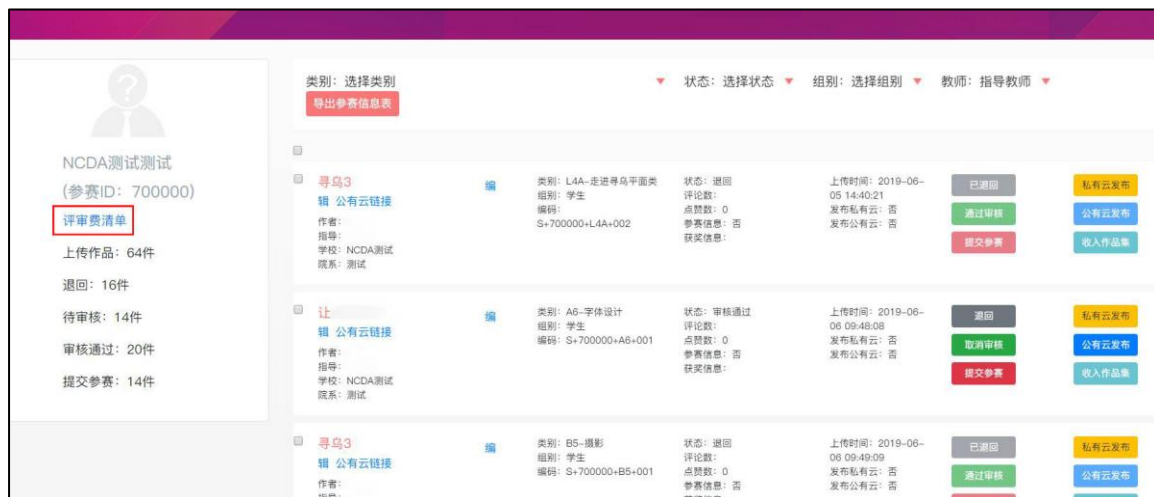 类别：选择类别
状态：选择状态
组别：选择组别
教师：指导教师
导出参赛信息表
NCDA测试测试
(参赛ID：700000)
评审费清单
上传作品：64件
退回：16件
待审核：14件
审核通过：20件
提交参赛：14件
寻乌3
编
辑 公有云链接
作者：
指导：
学校：NCDA测试
院系：测试
类别：L4A-走进寻乌平面类
组别：学生
编码：
S+700000+L4A+002
状态：退回
评论数：
点赞数：0
参赛信息：否
获奖信息：
上传时间：2019-06-
05 14:40:21
发布私有云：否
发布公有云：否
已退回
通过审核
提交参赛
私有云发布
公有云发布
收入作品集
让
编
辑 公有云链接
作者：
指导：
学校：NCDA测试
院系：测试
类别：A6-字体设计
组别：学生
编码：S+700000+A6+001
状态：审核通过
评论数：
点赞数：0
参赛信息：否
获奖信息：
上传时间：2019-06-
06 09:48:08
发布私有云：否
发布公有云：否
退回
取消审核
提交参赛
私有云发布
公有云发布
收入作品集
寻乌3
编
辑 公有云链接
作者：
类别：B5-摄影
组别：学生
编码：S+700000+B5+001
状态：退回
评论数：
点赞数：0
参赛信息：否
上传时间：2019-06-
06 09:49:09
发布私有云：否
发布公有云：否
已退回
通过审核
私有云发布
公有云发布